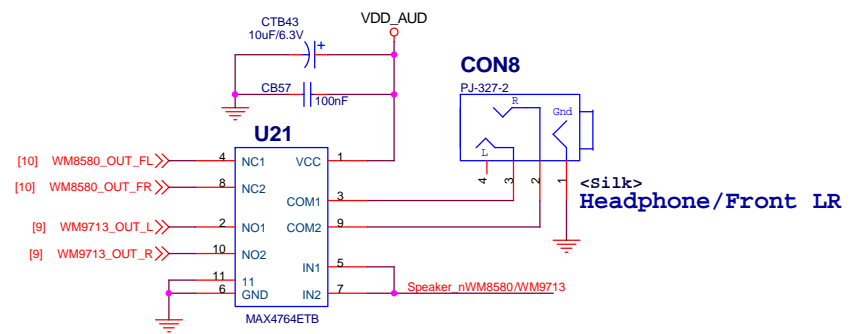 CTB43
10uF/6.3V
+
VDD_AUD
CB57
100nF
CON8
PJ-327-2
R
Gnd
L
4
3
2
1
<Silk>
Headphone/Front LR
U21
[10] WM8580_OUT_FL 4 NC1 VCC 1
[10] WM8580_OUT_FR 8 NC2
COM1 3
[9] WM9713_OUT_L 2 NO1 COM2 9
[9] WM9713_OUT_R 10 NO2
IN1 5
11 11
6 GND IN2 7 Speaker_nWM8580/WM9713
MAX4764ETB